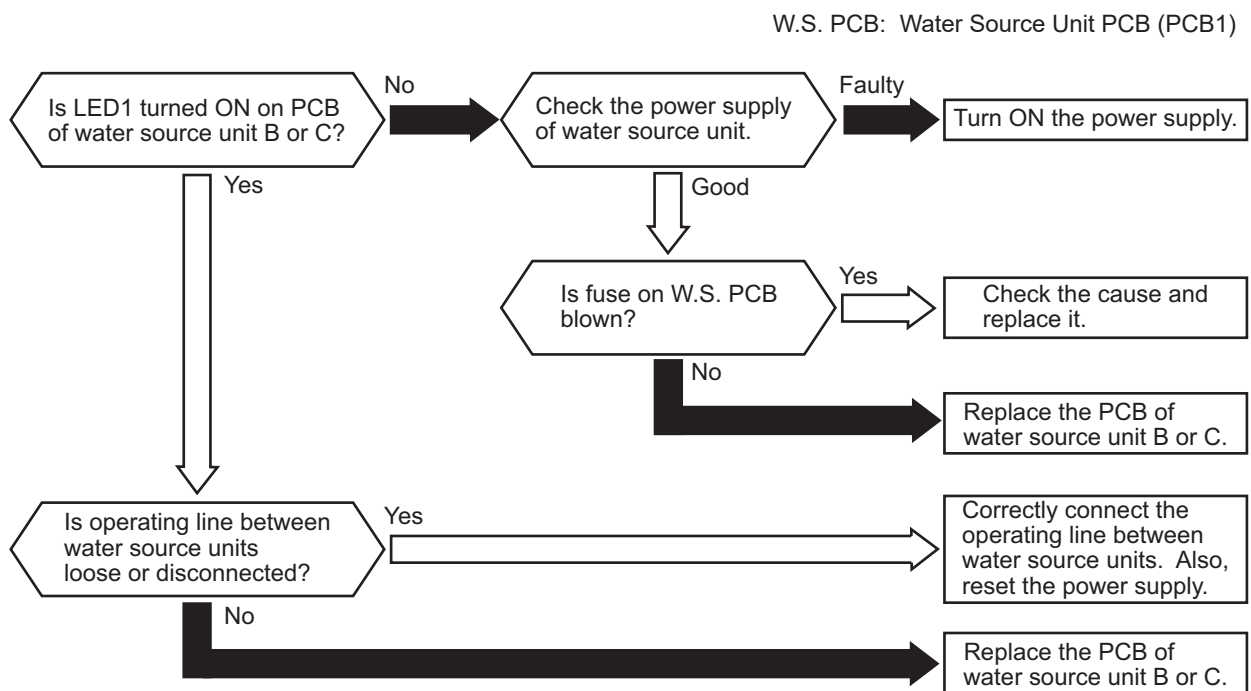 W.S. PCB: Water Source Unit PCB (PCB1)
Is LED1 turned ON on PCB
of water source unit B or C?
No
Check the power supply
of water source unit.
Faulty
Turn ON the power supply.
Yes
Good
Is fuse on W.S. PCB
blown?
Yes
Check the cause and
replace it.
No
Replace the PCB of
water source unit B or C.
Is operating line between
water source units
loose or disconnected?
Yes
Correctly connect the
operating line between
water source units. Also,
reset the power supply.
No
Replace the PCB of
water source unit B or C.